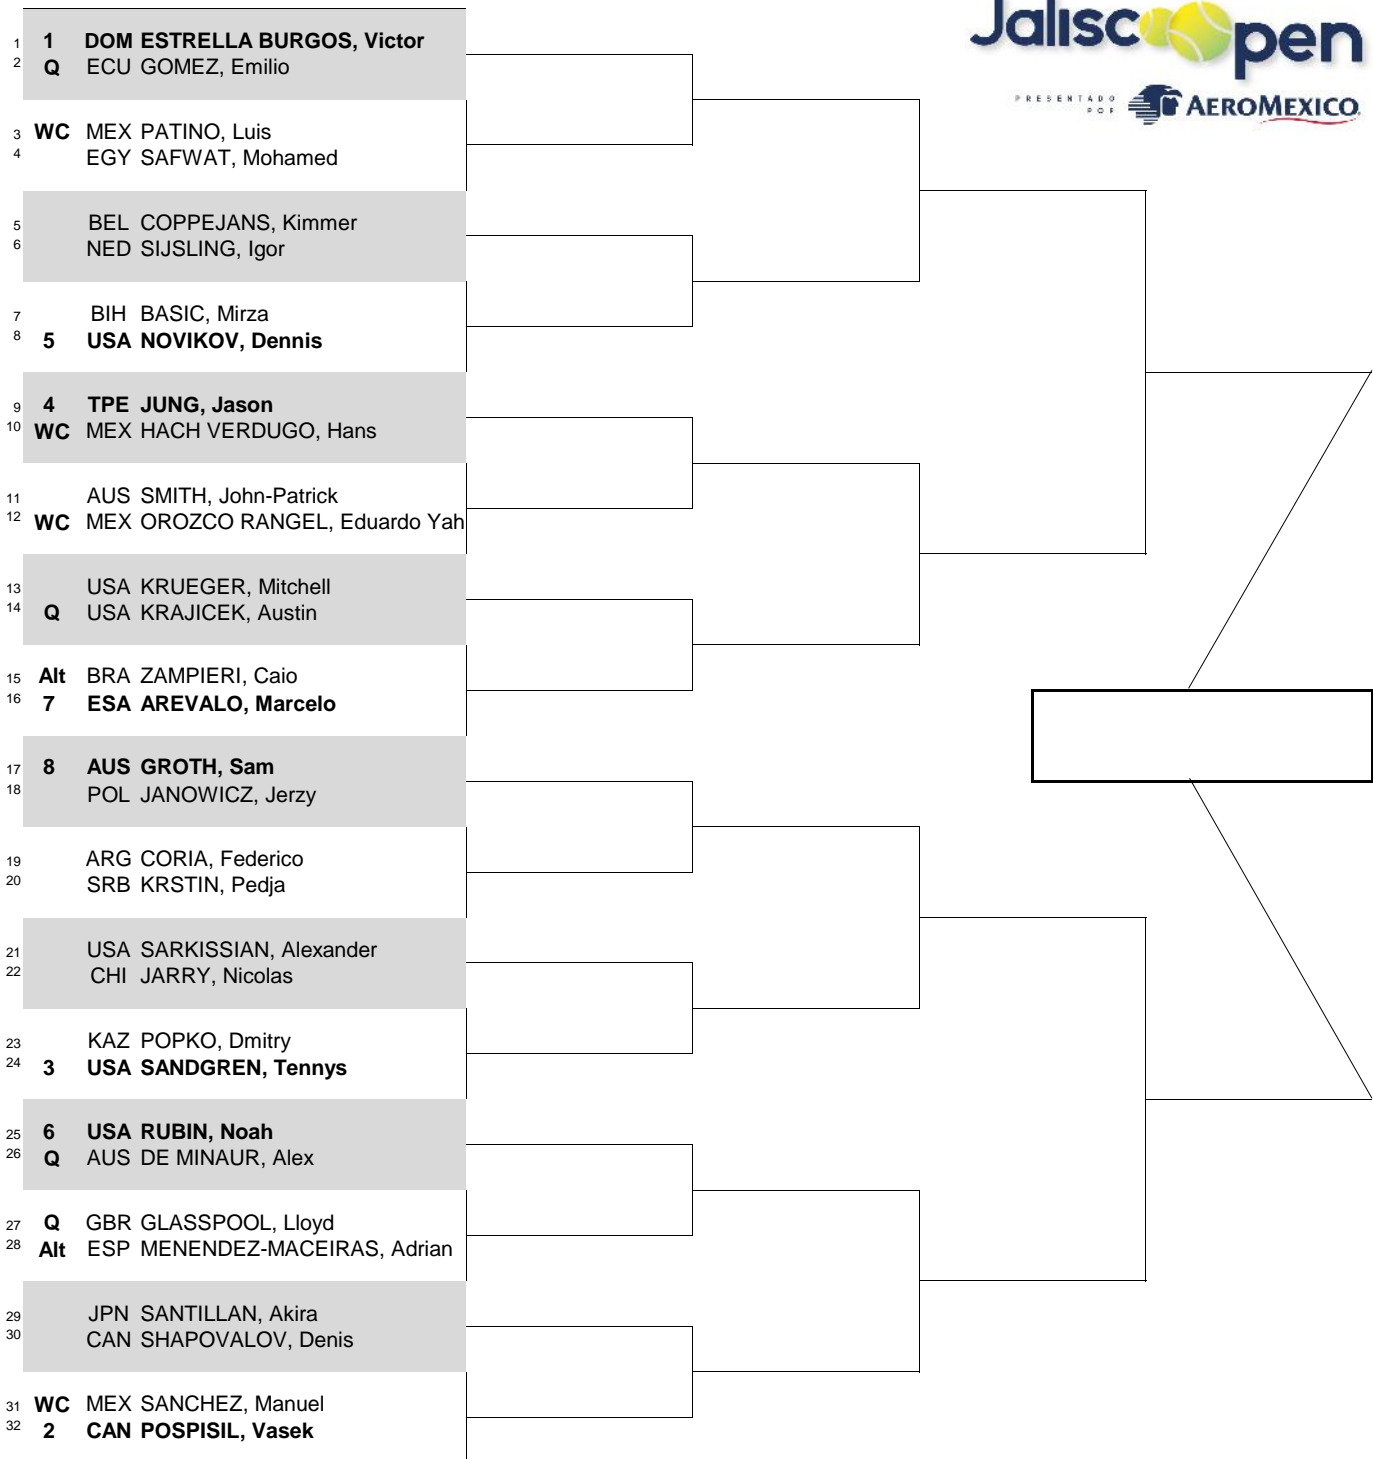 Jalisco Open
PRESENTADO
POR
AEROMEXICO
1 1 DOM ESTRELLA BURGOS, Victor
2 Q ECU GOMEZ, Emilio
3 WC MEX PATINO, Luis
4 EGY SAFWAT, Mohamed
5 BEL COPPEJANS, Kimmer
6 NED SIJSLING, Igor
7 BIH BASIC, Mirza
8 5 USA NOVIKOV, Dennis
9 4 TPE JUNG, Jason
10 WC MEX HACH VERDUGO, Hans
11 AUS SMITH, John-Patrick
12 WC MEX OROZCO RANGEL, Eduardo Yah
13 USA KRUEGER, Mitchell
14 Q USA KRAJICEK, Austin
15 Alt BRA ZAMPIERI, Caio
16 7 ESA AREVALO, Marcelo
17 8 AUS GROTH, Sam
18 POL JANOWICZ, Jerzy
19 ARG CORIA, Federico
20 SRB KRSTIN, Pedja
21 USA SARKISSIAN, Alexander
22 CHI JARRY, Nicolas
23 KAZ POPKO, Dmitry
24 3 USA SANDGREN, Tennys
25 6 USA RUBIN, Noah
26 Q AUS DE MINAUR, Alex
27 Q GBR GLASSPOOL, Lloyd
28 Alt ESP MENENDEZ-MACEIRAS, Adrian
29 JPN SANTILLAN, Akira
30 CAN SHAPOVALOV, Denis
31 WC MEX SANCHEZ, Manuel
32 2 CAN POSPISIL, Vasek